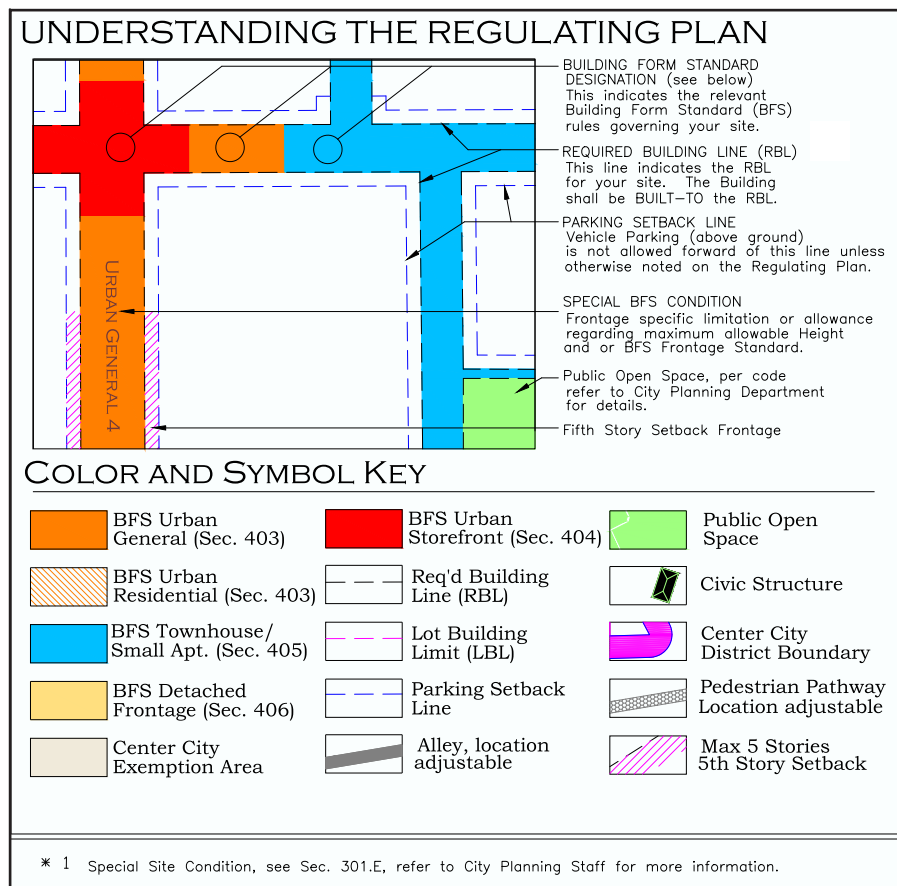 UNDERSTANDING THE REGULATING PLAN
BUILDING FORM STANDARD
DESIGNATION (see below)
This indicates the relevant
Building Form Standard (BFS)
rules governing your site.
REQUIRED BUILDING LINE (RBL)
This line indicates the RBL
for your site. The Building
shall be BUILT-TO the RBL.
PARKING SETBACK LINE
Vehicle Parking (above ground)
is not allowed forward of this line unless
otherwise noted on the Regulating Plan.
SPECIAL BFS CONDITION
Frontage specific limitation or allowance
regarding maximum allowable Height
and or BFS Frontage Standard.
Public Open Space, per code
refer to City Planning Department
for details.
Fifth Story Setback Frontage
URBAN GENERAL 4
COLOR AND SYMBOL KEY
BFS Urban
General (Sec. 403)
BFS Urban
Residential (Sec. 403)
BFS Townhouse/
Small Apt. (Sec. 405)
BFS Detached
Frontage (Sec. 406)
Center City
Exemption Area
BFS Urban
Storefront (Sec. 404)
Req'd Building
Line (RBL)
Lot Building
Limit (LBL)
Parking Setback
Line
Alley, location
adjustable
Public Open
Space
Civic Structure
Center City
District Boundary
Pedestrian Pathway
Location adjustable
Max 5 Stories
5th Story Setback
* 1 Special Site Condition, see Sec. 301.E, refer to City Planning Staff for more information.